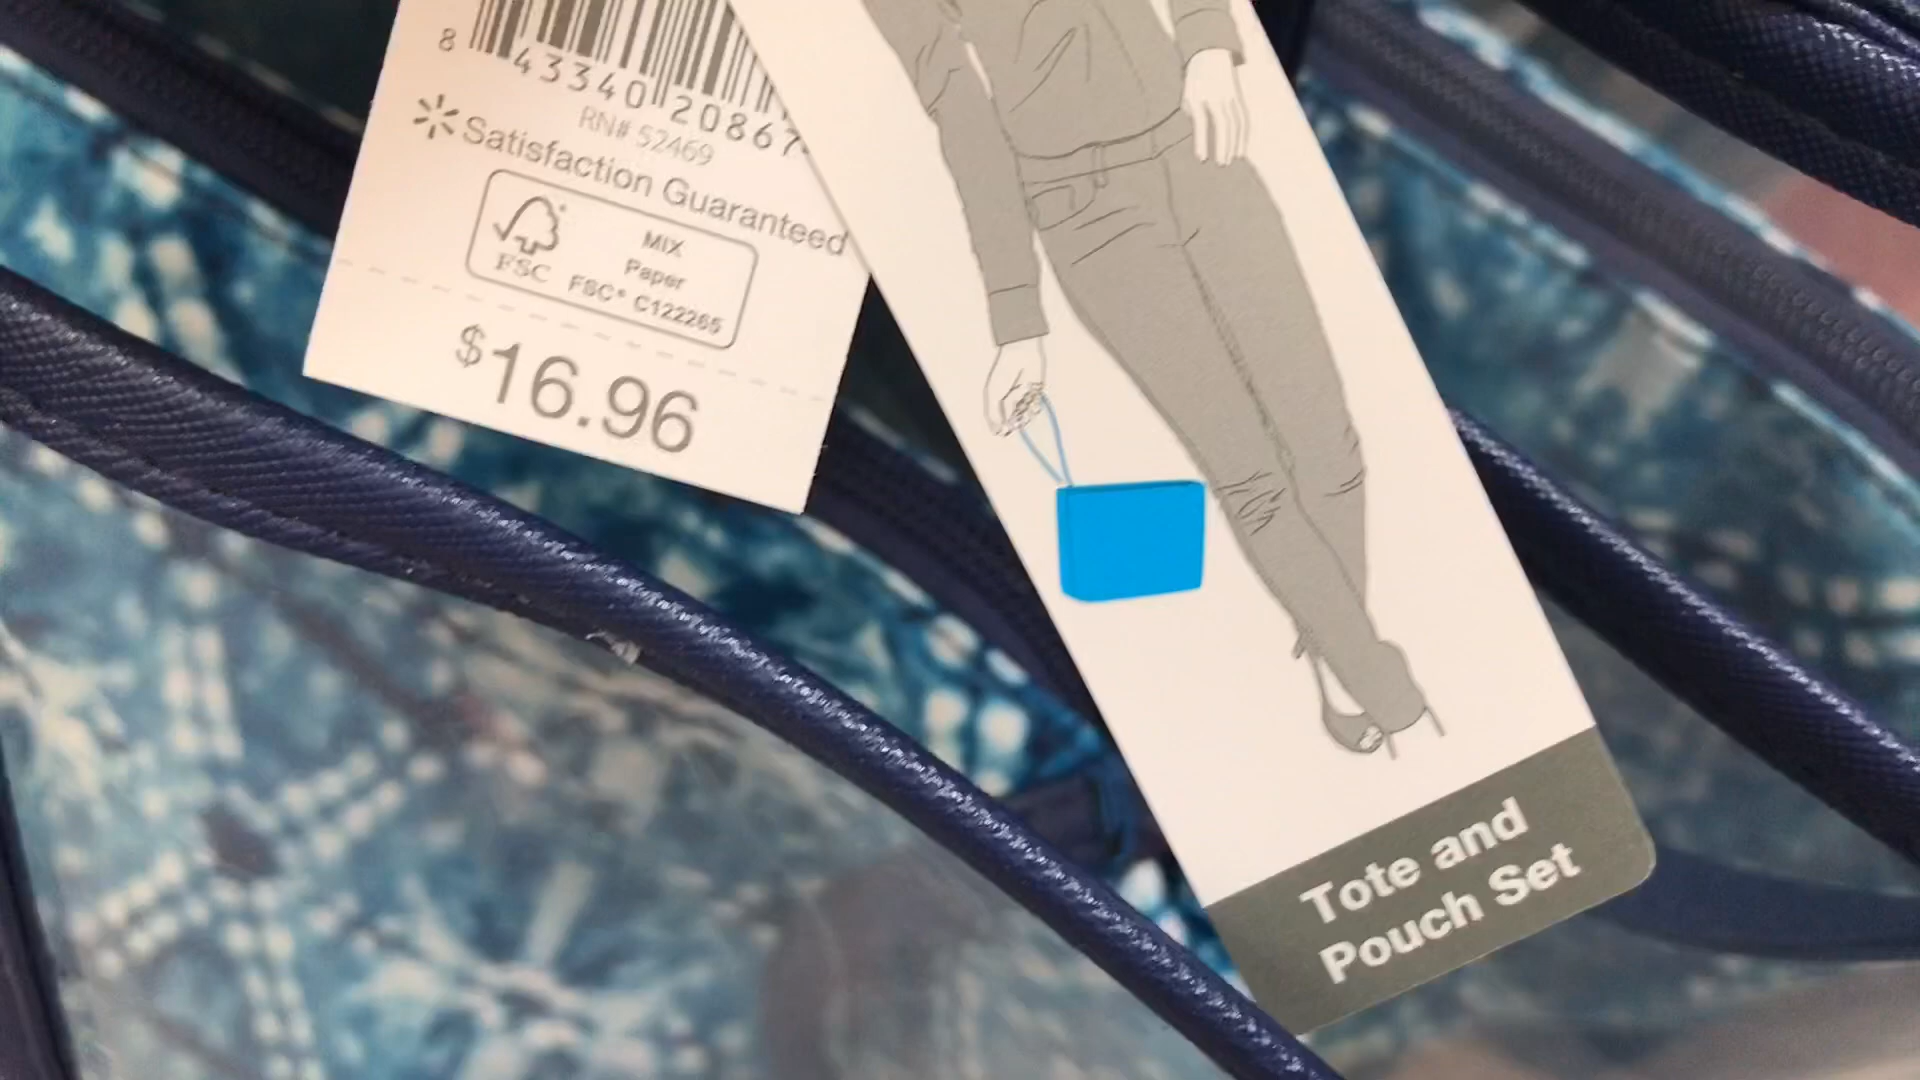 8 43340 20867
RN# 52469
Satisfaction Guaranteed
MIX
Paper
FSC FSC® C122265
$16.96
Tote and
Pouch Set